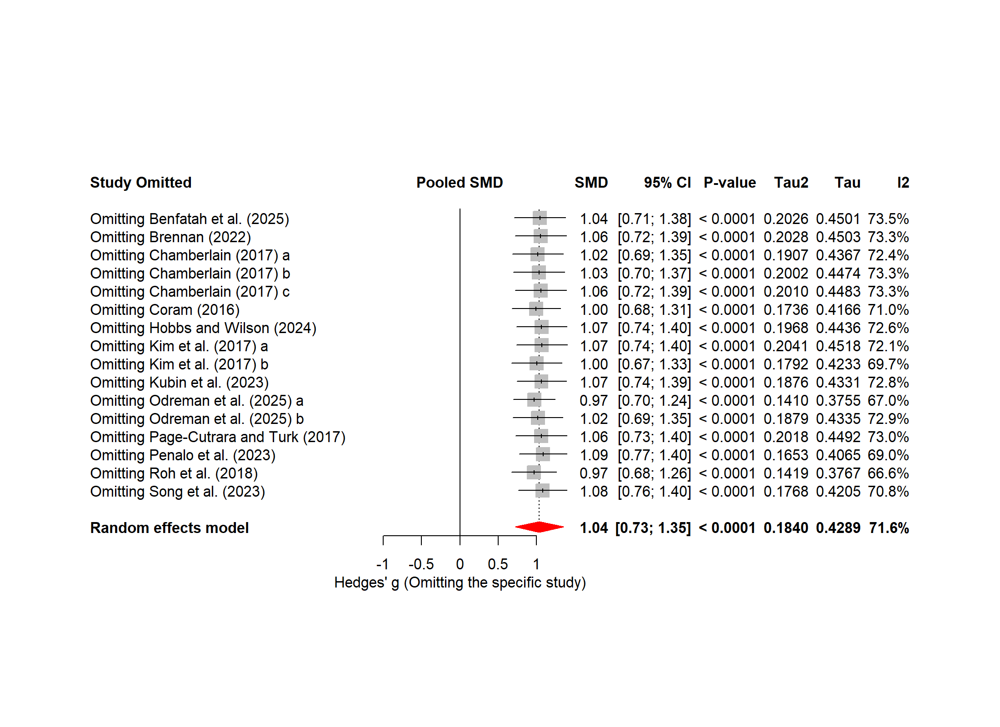 Study Omitted Pooled SMD SMD 95% CI P-value Tau2 Tau I2
Omitting Benfatah et al. (2025) 1.04 [0.71; 1.38] < 0.0001 0.2026 0.4501 73.5%
Omitting Brennan (2022) 1.06 [0.72; 1.39] < 0.0001 0.2028 0.4503 73.3%
Omitting Chamberlain (2017) a 1.02 [0.69; 1.35] < 0.0001 0.1907 0.4367 72.4%
Omitting Chamberlain (2017) b 1.03 [0.70; 1.37] < 0.0001 0.2002 0.4474 73.3%
Omitting Chamberlain (2017) c 1.06 [0.72; 1.39] < 0.0001 0.2010 0.4483 73.3%
Omitting Coram (2016) 1.00 [0.68; 1.31] < 0.0001 0.1736 0.4166 71.0%
Omitting Hobbs and Wilson (2024) 1.07 [0.74; 1.40] < 0.0001 0.1968 0.4436 72.6%
Omitting Kim et al. (2017) a 1.07 [0.74; 1.40] < 0.0001 0.2041 0.4518 72.1%
Omitting Kim et al. (2017) b 1.00 [0.67; 1.33] < 0.0001 0.1792 0.4233 69.7%
Omitting Kubin et al. (2023) 1.07 [0.74; 1.39] < 0.0001 0.1876 0.4331 72.8%
Omitting Odreman et al. (2025) a 0.97 [0.70; 1.24] < 0.0001 0.1410 0.3755 67.0%
Omitting Odreman et al. (2025) b 1.02 [0.69; 1.35] < 0.0001 0.1879 0.4335 72.9%
Omitting Page-Cutrara and Turk (2017) 1.06 [0.73; 1.40] < 0.0001 0.2018 0.4492 73.0%
Omitting Penalo et al. (2023) 1.09 [0.77; 1.40] < 0.0001 0.1653 0.4065 69.0%
Omitting Roh et al. (2018) 0.97 [0.68; 1.26] < 0.0001 0.1419 0.3767 66.6%
Omitting Song et al. (2023) 1.08 [0.76; 1.40] < 0.0001 0.1768 0.4205 70.8%
Random effects model 1.04 [0.73; 1.35] < 0.0001 0.1840 0.4289 71.6%
-1 -0.5 0 0.5 1
Hedges' g (Omitting the specific study)